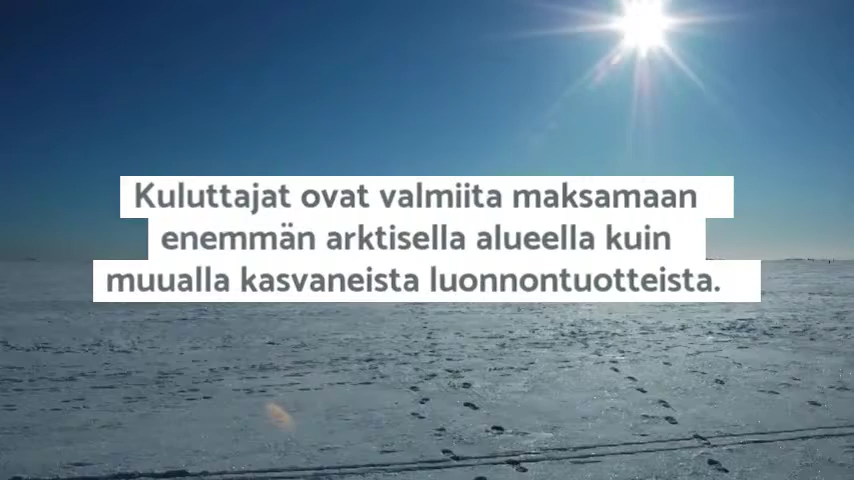 Kuluttajat ovat valmiita maksamaan
enemmän arktisella alueella kuin
muualla kasvaneista luonnontuotteista.